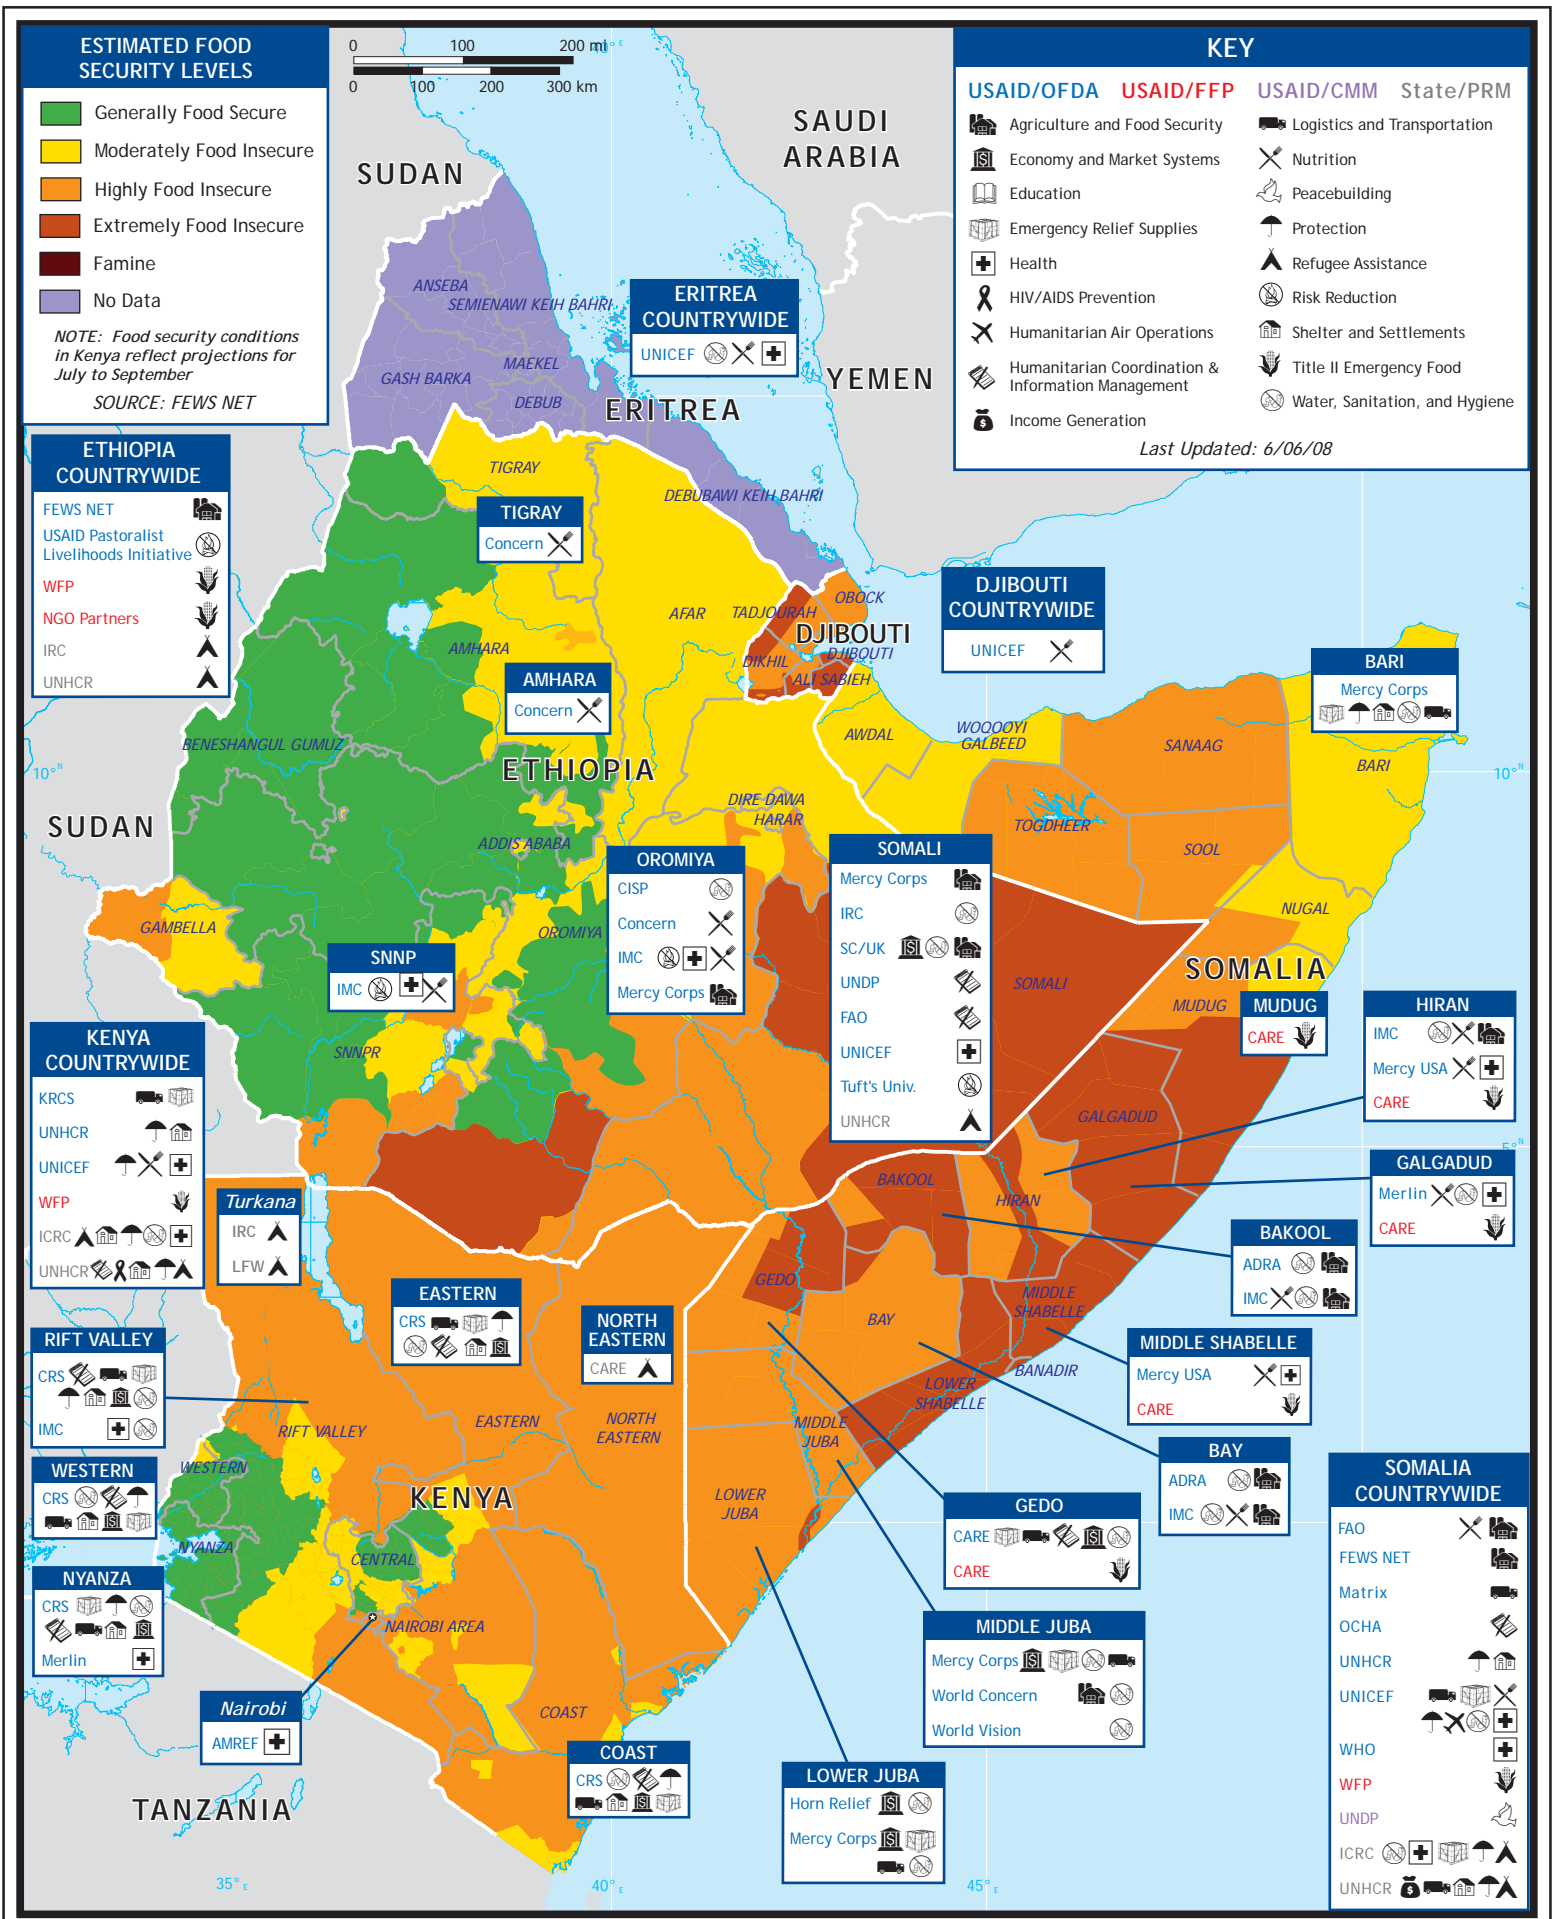 ESTIMATED FOOD
SECURITY LEVELS
Generally Food Secure
Moderately Food Insecure
Highly Food Insecure
Extremely Food Insecure
Famine
No Data
NOTE: Food security conditions
in Kenya reflect projections for
July to September
SOURCE: FEWS NET
0 100 200 mi
0 100 200 300 km
40° E
KEY
USAID/OFDA USAID/FFP USAID/CMM State/PRM
Agriculture and Food Security
Economy and Market Systems
Education
Emergency Relief Supplies
Health
HIV/AIDS Prevention
Humanitarian Air Operations
Humanitarian Coordination &
Information Management
Income Generation
Logistics and Transportation
Nutrition
Peacebuilding
Protection
Refugee Assistance
Risk Reduction
Shelter and Settlements
Title II Emergency Food
Water, Sanitation, and Hygiene
Last Updated: 6/06/08
SAUDI
ARABIA
SUDAN
YEMEN
ERITREA
ANSEBA
SEMIENAWI KEIH BAHRI
MAEKEL
GASH BARKA
DEBUB
DEBUBAWI KEIH BAHRI
ERITREA
COUNTRYWIDE
UNICEF
ETHIOPIA
COUNTRYWIDE
FEWS NET
USAID Pastoralist
Livelihoods Initiative
WFP
NGO Partners
IRC
UNHCR
TIGRAY
TIGRAY
Concern
AFAR
AMHARA
AMHARA
Concern
TADJOURAH
OBOCK
DJIBOUTI
DJIBOUTI
DIKHIL
ALI SABIEH
DJIBOUTI
COUNTRYWIDE
UNICEF
BARI
Mercy Corps
BARI
AWDAL
WOQOOYI
GALBEED
SANAAG
TOGDHEER
SOOL
NUGAL
BENESHANGUL GUMUZ
ETHIOPIA
10° N
10° N
SUDAN
DIRE DAWA
HARAR
ADDIS ABABA
OROMIYA
GAMBELLA
SNNPR
SOMALI
OROMIYA
CISP
Concern
IMC
Mercy Corps
SOMALI
Mercy Corps
IRC
SC/UK
UNDP
FAO
UNICEF
Tuft's Univ.
UNHCR
SNNP
IMC
SOMALIA
MUDUG
MUDUG
CARE
HIRAN
IMC
Mercy USA
CARE
5° N
KENYA
COUNTRYWIDE
KRCS
UNHCR
UNICEF
WFP
ICRC
UNHCR
Turkana
IRC
LFW
GALGADUD
GALGADUD
Merlin
CARE
BAKOOL
HIRAN
BAKOOL
ADRA
IMC
GEDO
BAY
MIDDLE
SHABELLE
BANADIR
LOWER
SHABELLE
MIDDLE
JUBA
LOWER
JUBA
EASTERN
CRS
NORTH
EASTERN
CARE
RIFT VALLEY
CRS
IMC
MIDDLE SHABELLE
Mercy USA
CARE
BAY
ADRA
IMC
RIFT VALLEY
EASTERN
NORTH
EASTERN
WESTERN
NYANZA
KENYA
CENTRAL
NAIROBI AREA
COAST
WESTERN
CRS
NYANZA
CRS
Merlin
Nairobi
AMREF
GEDO
CARE
CARE
MIDDLE JUBA
Mercy Corps
World Concern
World Vision
COAST
CRS
LOWER JUBA
Horn Relief
Mercy Corps
SOMALIA
COUNTRYWIDE
FAO
FEWS NET
Matrix
OCHA
UNHCR
UNICEF
WHO
WFP
UNDP
ICRC
UNHCR
TANZANIA
35° E
40° E
45° E